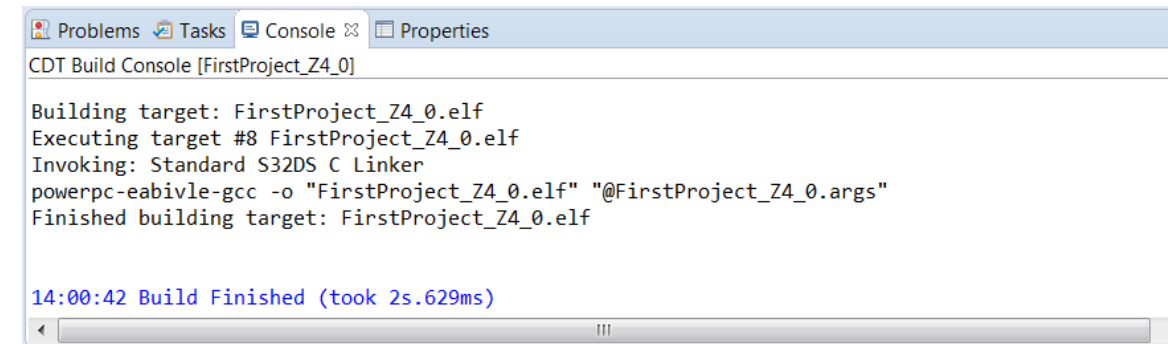 Problems Tasks Console Properties
CDT Build Console [FirstProject_Z4_0]
Building target: FirstProject_Z4_0.elf
Executing target #8 FirstProject_Z4_0.elf
Invoking: Standard S32DS C Linker
powerpc-eabivle-gcc -o "FirstProject_Z4_0.elf" "@FirstProject_Z4_0.args"
Finished building target: FirstProject_Z4_0.elf
14:00:42 Build Finished (took 2s.629ms)